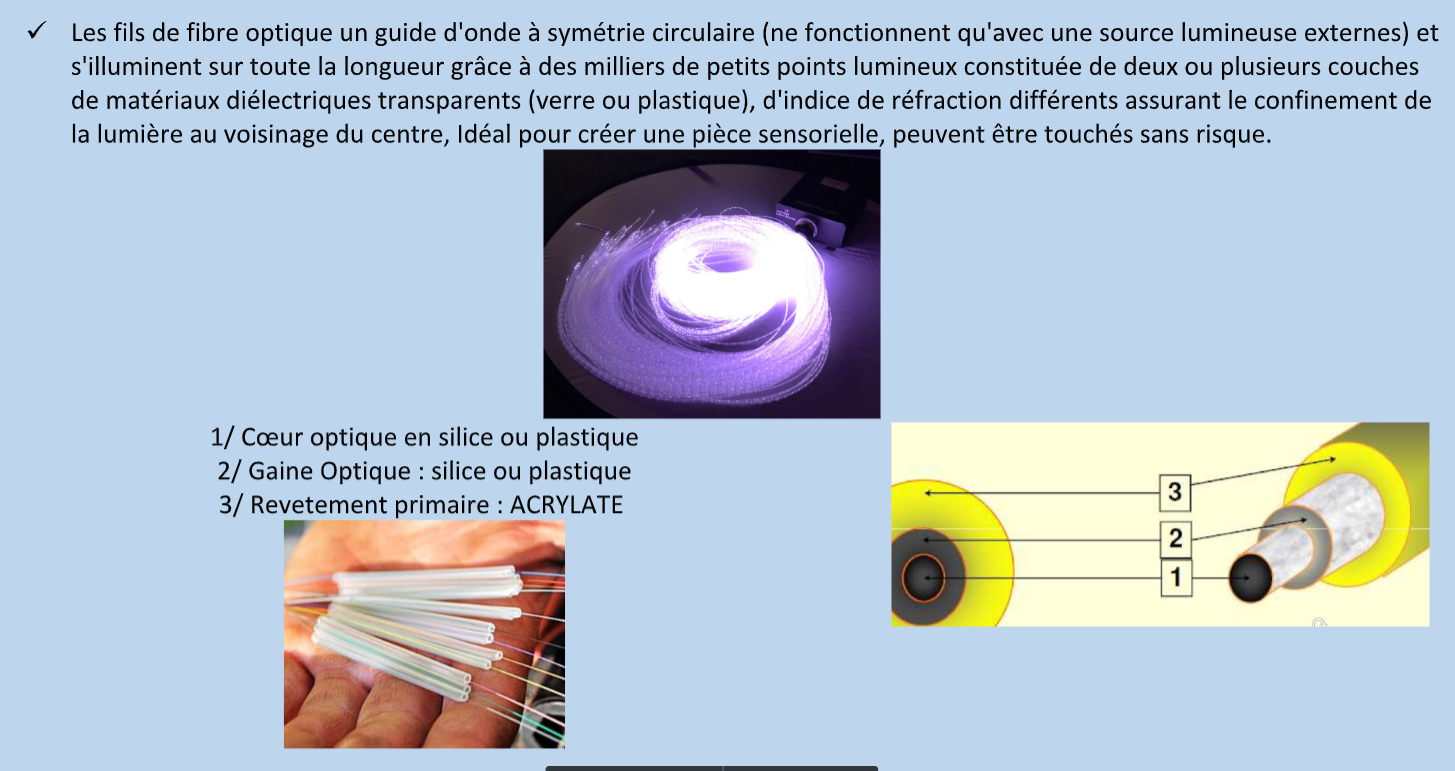 ✓ Les fils de fibre optique un guide d'onde à symétrie circulaire (ne fonctionnent qu'avec une source lumineuse externes) et
s'illuminent sur toute la longueur grâce à des milliers de petits points lumineux constituée de deux ou plusieurs couches
de matériaux diélectriques transparents (verre ou plastique), d'indice de réfraction différents assurant le confinement de
la lumière au voisinage du centre, Idéal pour créer une pièce sensorielle, peuvent être touchés sans risque.
1/ Cœur optique en silice ou plastique
2/ Gaine Optique : silice ou plastique
3/ Revetement primaire : ACRYLATE
3
2
1